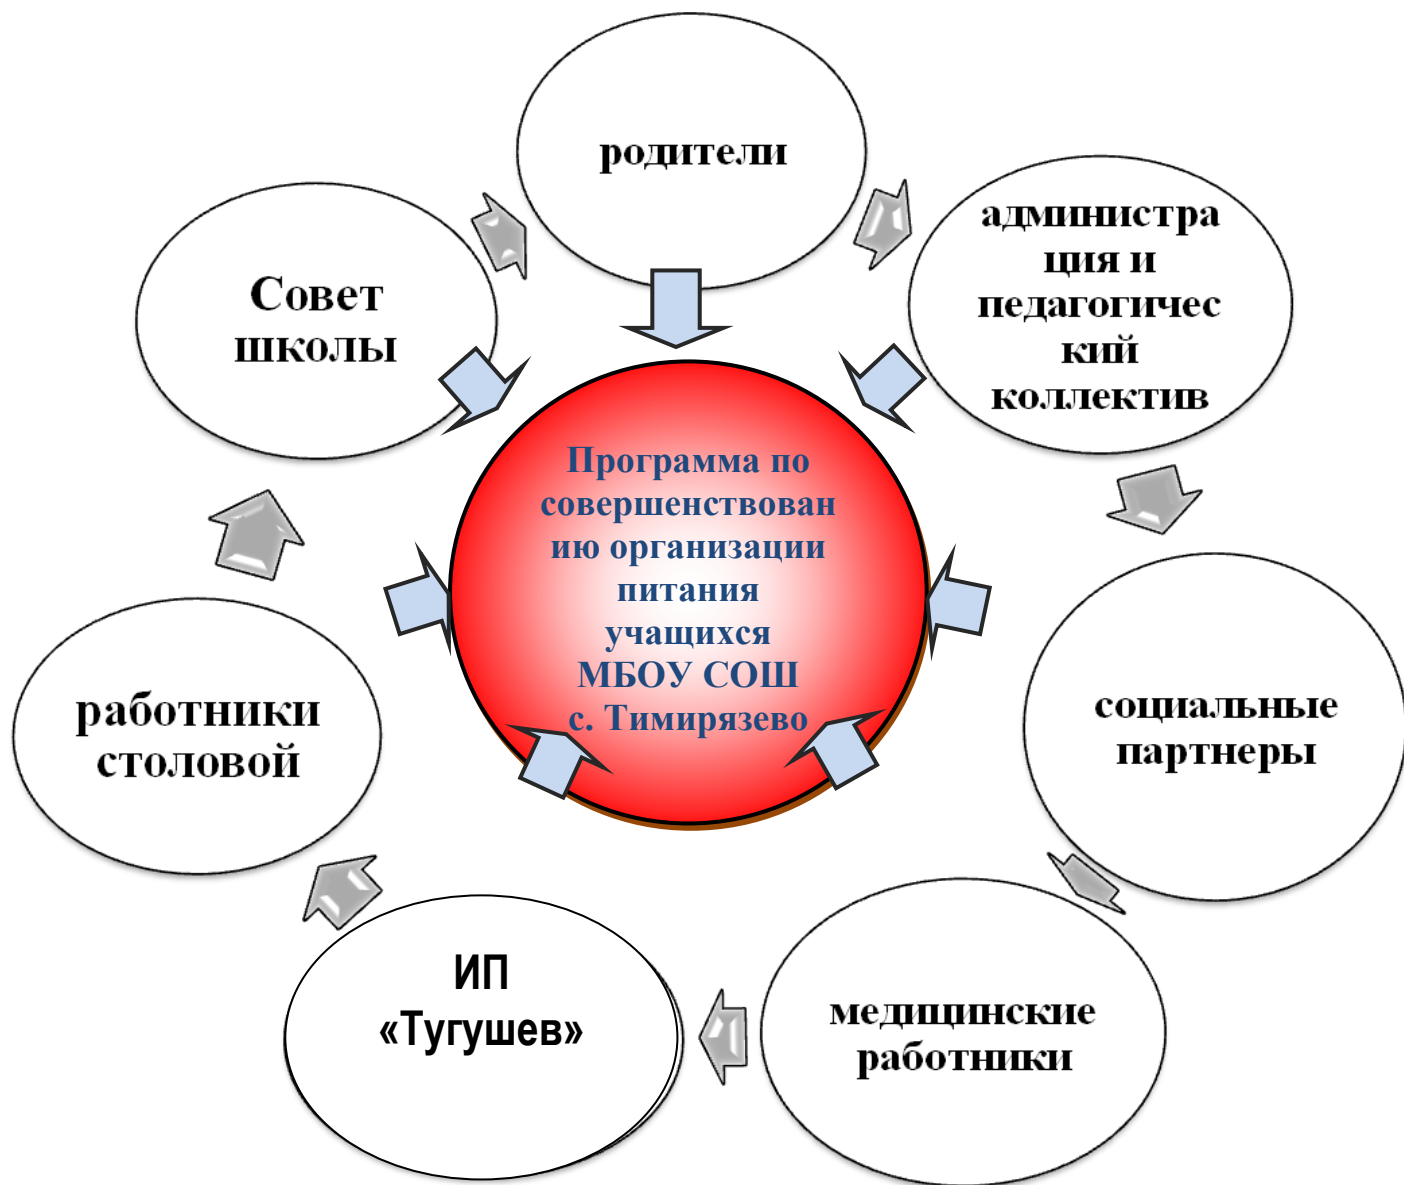 родители
администра
ция и
педагогичес
кий
коллектив
Совет
школы
Программа по
совершенствован
ию организации
питания
учащихся
МБОУ СОШ
с. Тимирязево
работники
столовой
социальные
партнеры
ИП
«Тугушев»
медицинские
работники